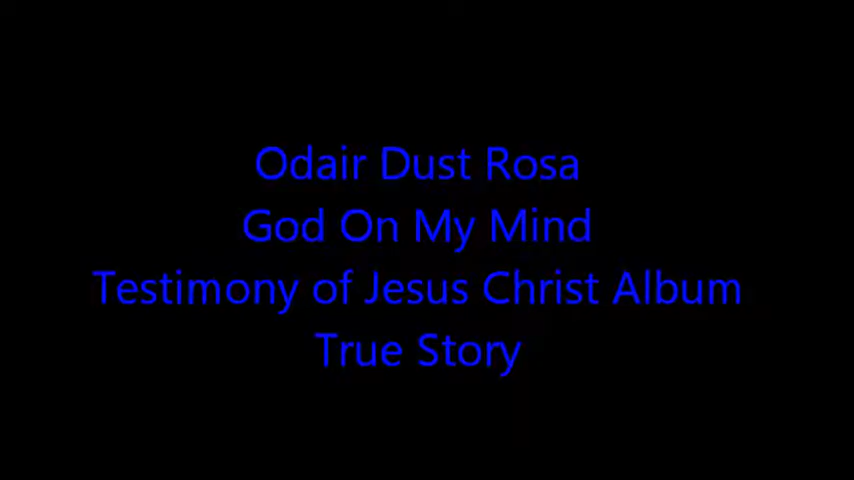 Odair Dust Rosa
God On My Mind
Testimony of Jesus Christ Album
True Story